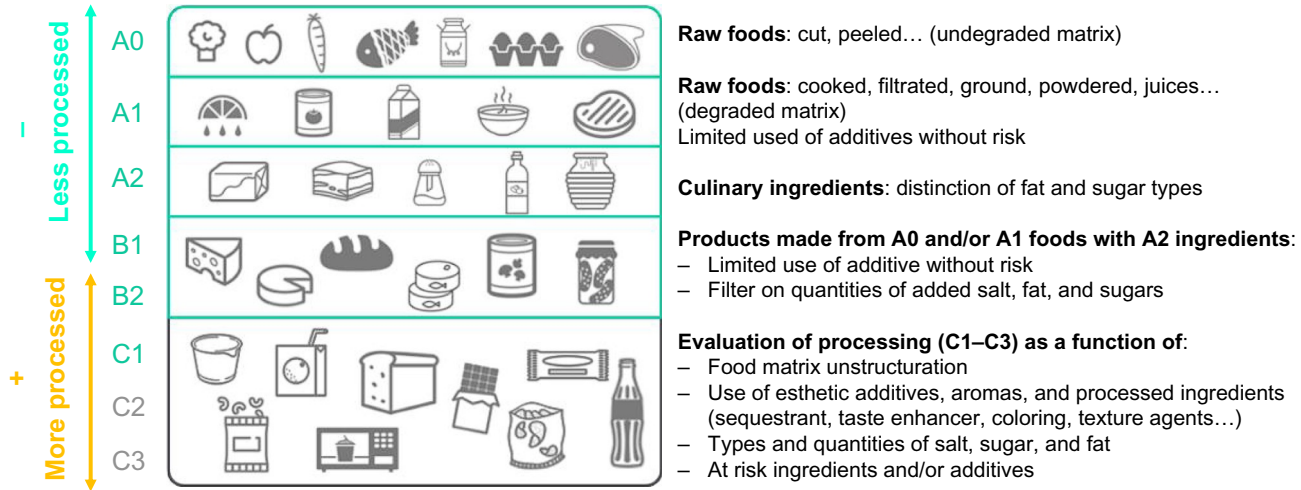 − Less processed
+ More processed
A0
A1
A2
B1
B2
C1
C2
C3
Raw foods: cut, peeled… (undegraded matrix)
Raw foods: cooked, filtrated, ground, powdered, juices…
(degraded matrix)
Limited used of additives without risk
Culinary ingredients: distinction of fat and sugar types
Products made from A0 and/or A1 foods with A2 ingredients:
– Limited use of additive without risk
– Filter on quantities of added salt, fat, and sugars
Evaluation of processing (C1–C3) as a function of:
– Food matrix unstructuration
– Use of esthetic additives, aromas, and processed ingredients
(sequestrant, taste enhancer, coloring, texture agents…)
– Types and quantities of salt, sugar, and fat
– At risk ingredients and/or additives